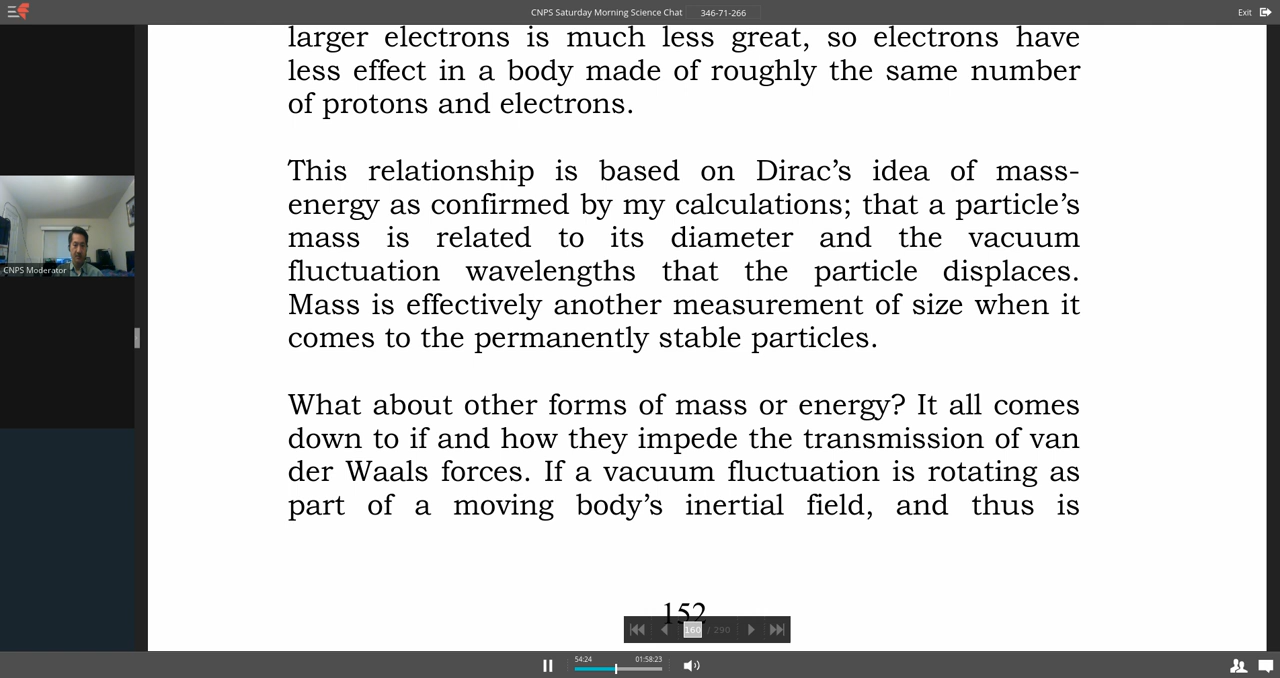 CNPS Saturday Morning Science Chat 346-71-266 Exit
larger electrons is much less great, so electrons have
less effect in a body made of roughly the same number
of protons and electrons.
This relationship is based on Dirac's idea of mass-
energy as confirmed by my calculations; that a particle's
mass is related to its diameter and the vacuum
fluctuation wavelengths that the particle displaces.
Mass is effectively another measurement of size when it
comes to the permanently stable particles.
What about other forms of mass or energy? It all comes
down to if and how they impede the transmission of van
der Waals forces. If a vacuum fluctuation is rotating as
part of a moving body's inertial field, and thus is
CNPS Moderator
152
160 / 290
54:24 01:58:23